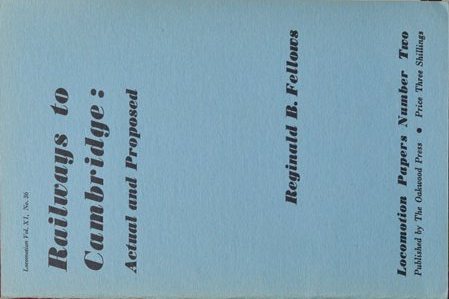 Locomotion Vol. XI, No. 56
Railways to
Cambridge:
Actual and Proposed
Reginald B. Fellows
Locomotion Papers Number Two
Published by The Oakwood Press • Price Three Shillings